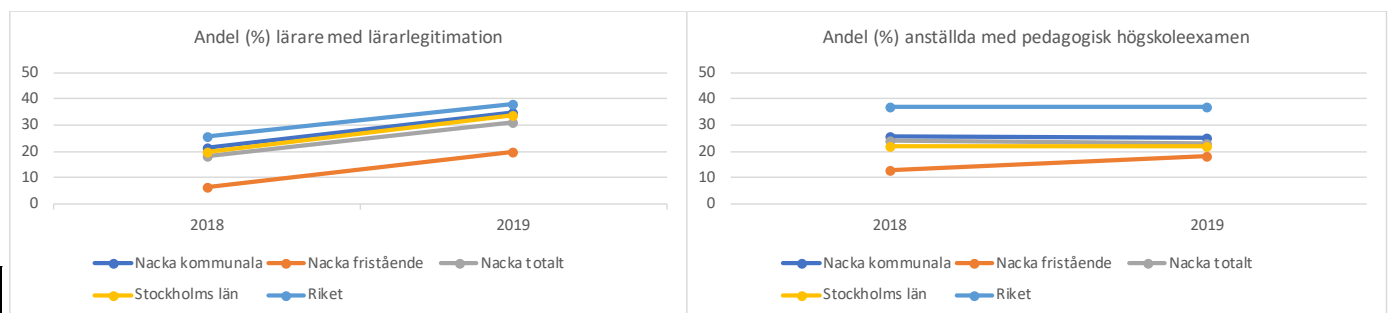 Andel (%) lärare med lärarlegitimation
50
40
30
20
10
0
2018 2019
Nacka kommunala Nacka fristående Nacka totalt
Stockholms län Riket
Andel (%) anställda med pedagogisk högskoleexamen
50
40
30
20
10
0
2018 2019
Nacka kommunala Nacka fristående Nacka totalt
Stockholms län Riket